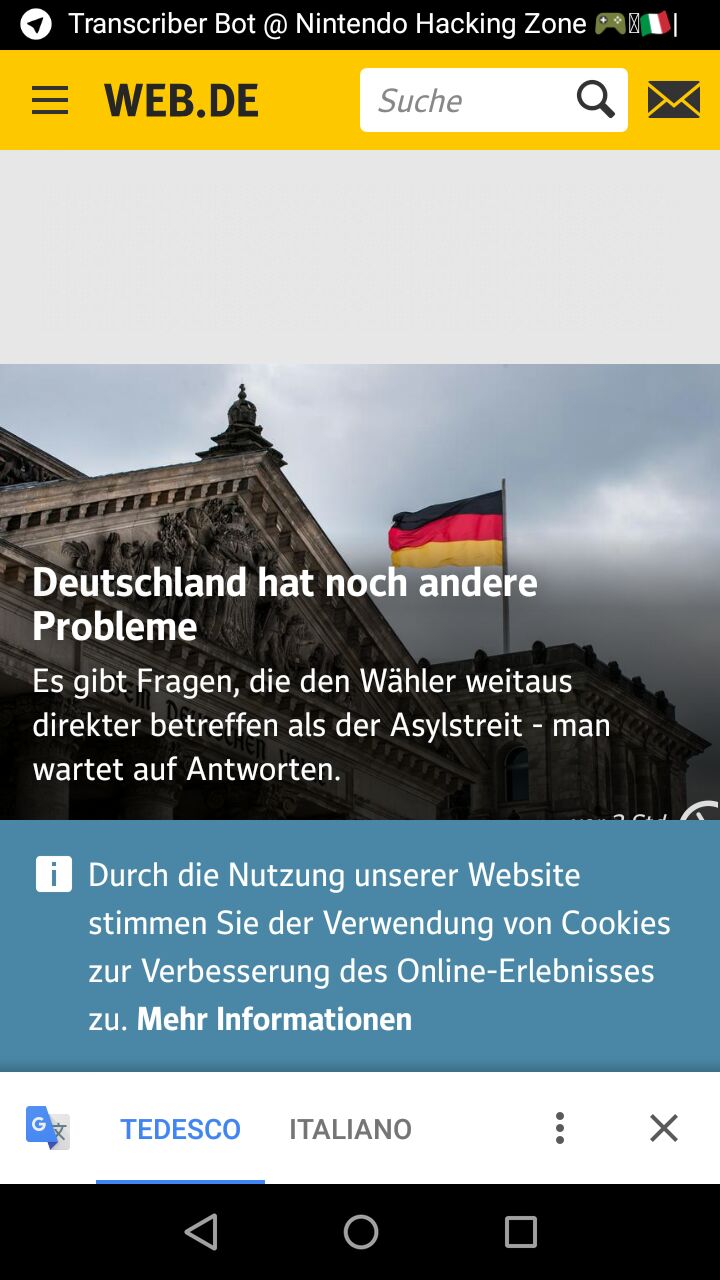 Transcriber Bot @ Nintendo Hacking Zone 🎮🇮🇹|
WEB.DE
Suche
Deutschland hat noch andere
Probleme
Es gibt Fragen, die den Wähler weitaus
direkter betreffen als der Asylstreit - man
wartet auf Antworten.
Durch die Nutzung unserer Website
stimmen Sie der Verwendung von Cookies
zur Verbesserung des Online-Erlebnisses
zu. Mehr Informationen
TEDESCO ITALIANO